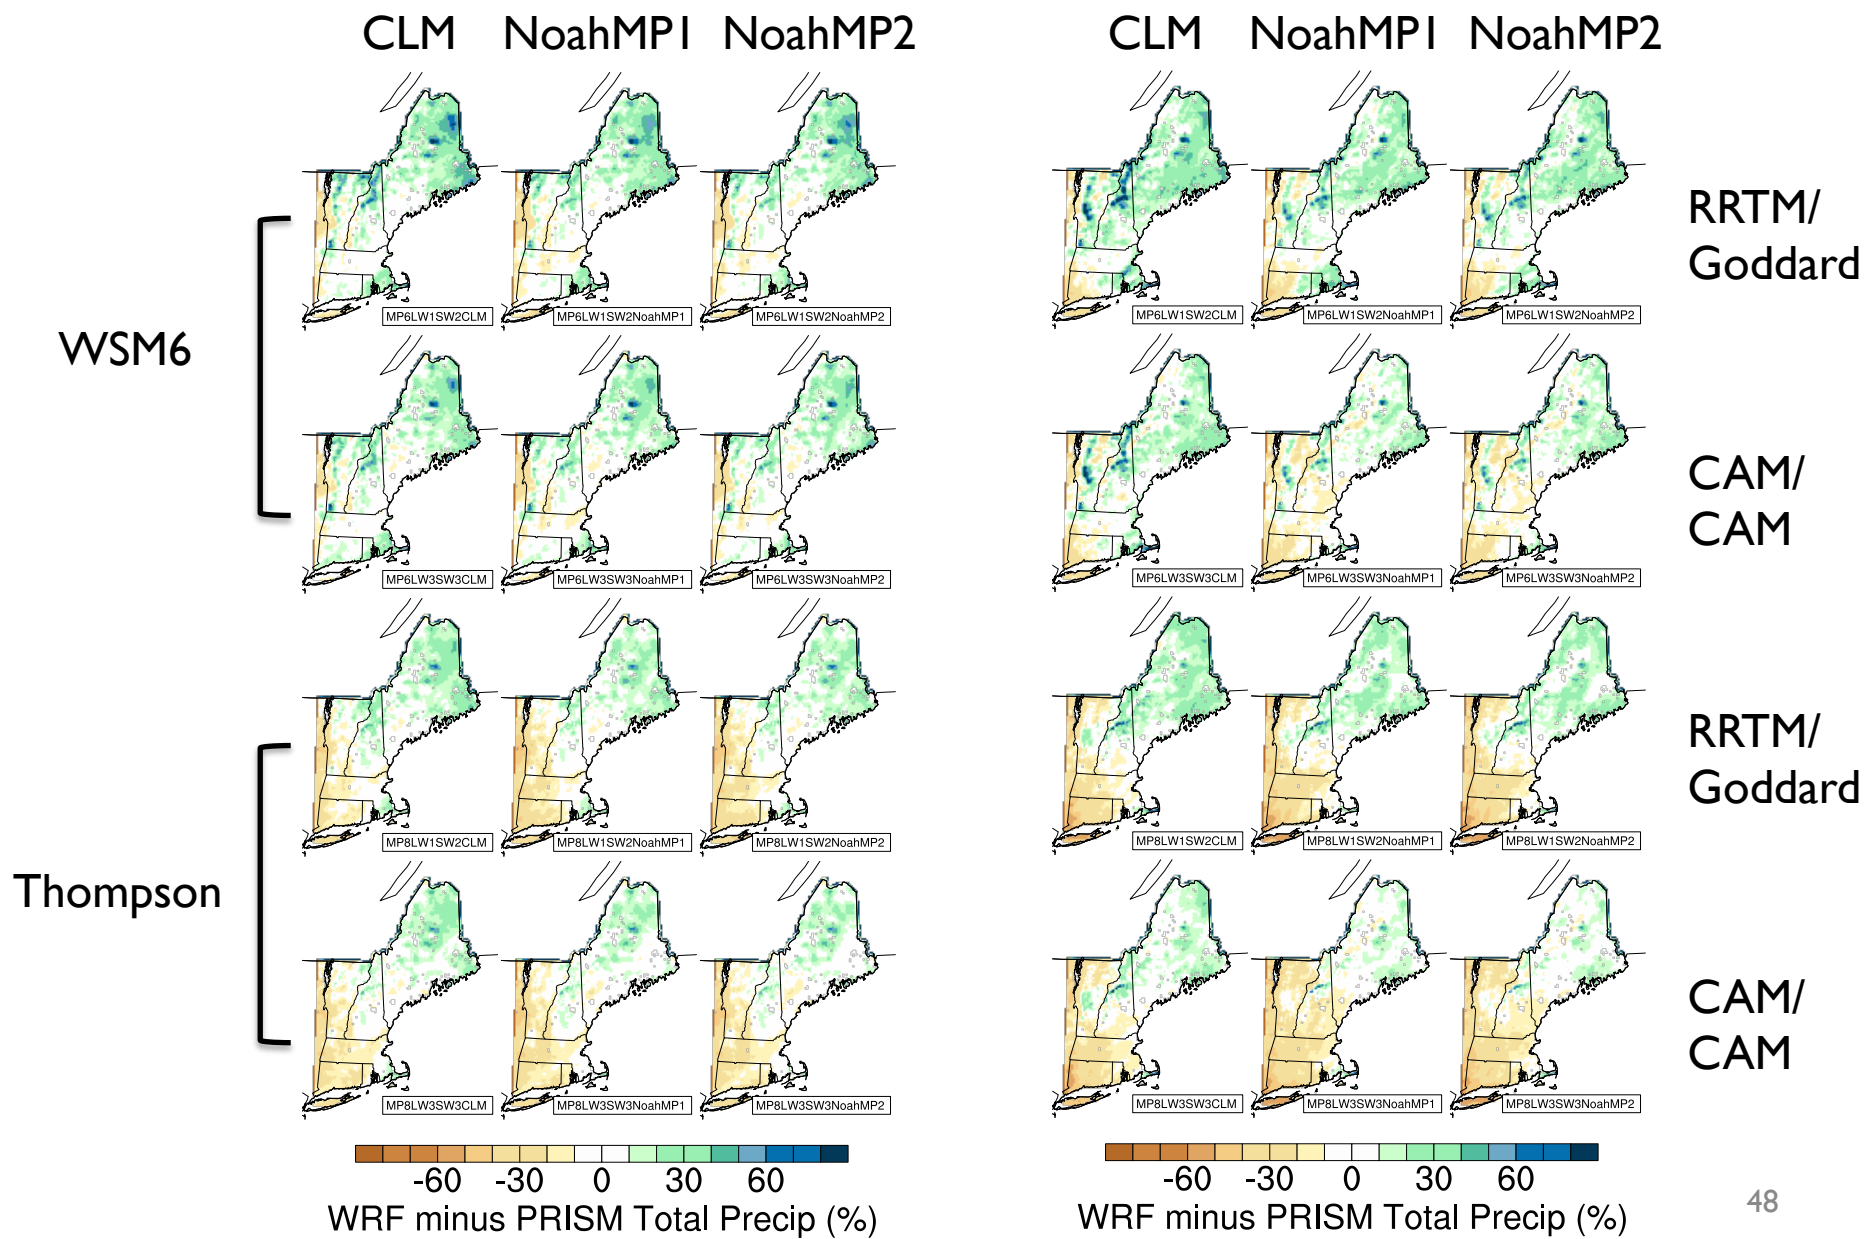 CLM NoahMP1 NoahMP2 CLM NoahMP1 NoahMP2
MP6LW1SW2CLM MP6LW1SW2NoahMP1 MP6LW1SW2NoahMP2 MP6LW1SW2CLM MP6LW1SW2NoahMP1 MP6LW1SW2NoahMP2
RRTM/
Goddard
WSM6
MP6LW3SW3CLM MP6LW3SW3NoahMP1 MP6LW3SW3NoahMP2 MP6LW3SW3CLM MP6LW3SW3NoahMP1 MP6LW3SW3NoahMP2
CAM/
CAM
MP8LW1SW2CLM MP8LW1SW2NoahMP1 MP8LW1SW2NoahMP2 MP8LW1SW2CLM MP8LW1SW2NoahMP1 MP8LW1SW2NoahMP2
RRTM/
Goddard
Thompson
MP8LW3SW3CLM MP8LW3SW3NoahMP1 MP8LW3SW3NoahMP2 MP8LW3SW3CLM MP8LW3SW3NoahMP1 MP8LW3SW3NoahMP2
CAM/
CAM
-60 -30 0 30 60
WRF minus PRISM Total Precip (%)
-60 -30 0 30 60
WRF minus PRISM Total Precip (%)
48